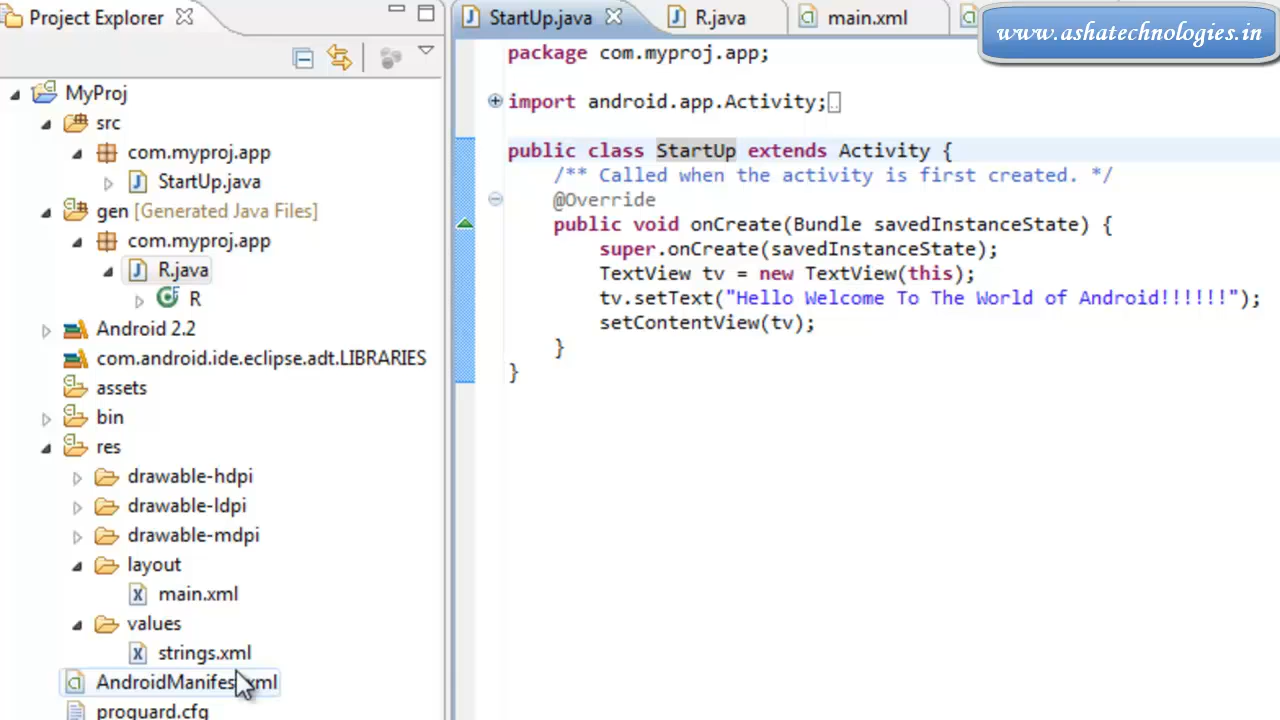 Project Explorer
MyProj
src
com.myproj.app
StartUp.java
gen [Generated Java Files]
com.myproj.app
R.java
R
Android 2.2
com.android.ide.eclipse.adt.LIBRARIES
assets
bin
res
drawable-hdpi
drawable-ldpi
drawable-mdpi
layout
main.xml
values
strings.xml
AndroidManifest.xml
proguard.cfg
StartUp.java R.java main.xml
www.ashatechnologies.in
package com.myproj.app;
import android.app.Activity;
public class StartUp extends Activity {
/** Called when the activity is first created. */
@Override
public void onCreate(Bundle savedInstanceState) {
super.onCreate(savedInstanceState);
TextView tv = new TextView(this);
tv.setText("Hello Welcome To The World of Android!!!!!!");
setContentView(tv);
}
}